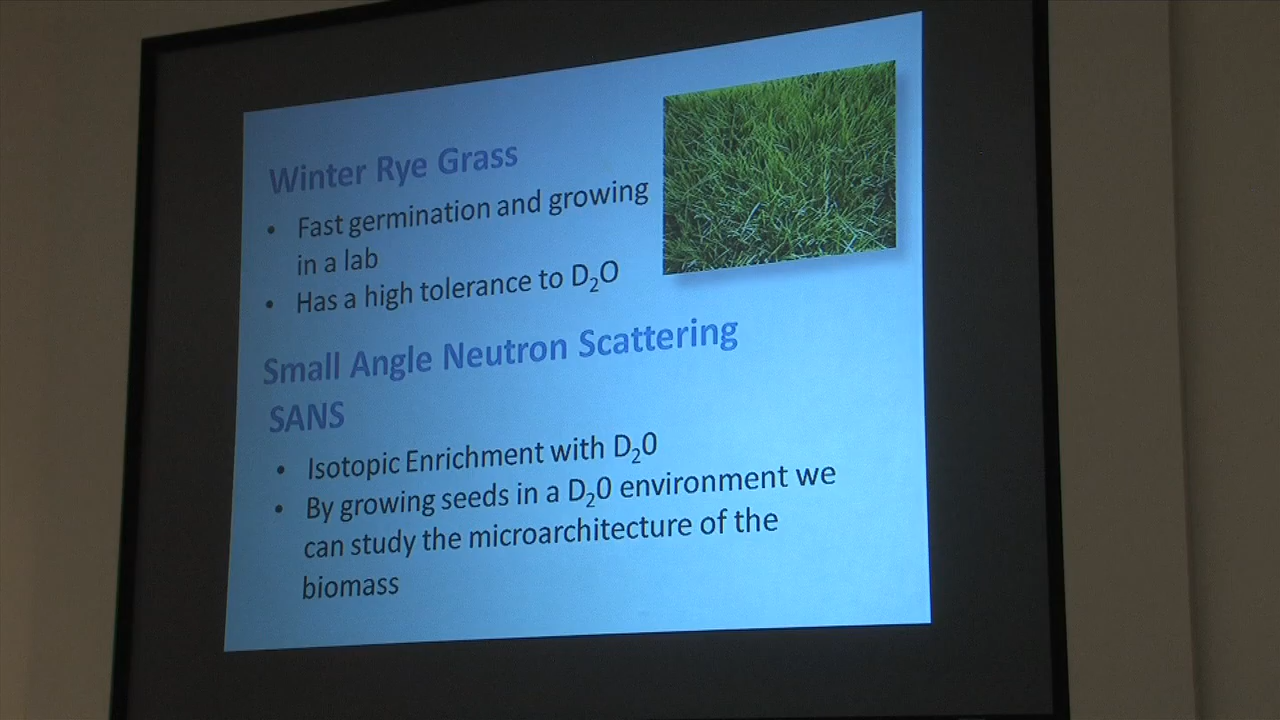 Winter Rye Grass
• Fast germination and growing
in a lab
• Has a high tolerance to D₂O
Small Angle Neutron Scattering
SANS
• Isotopic Enrichment with D₂0
• By growing seeds in a D₂0 environment we
can study the microarchitecture of the
biomass